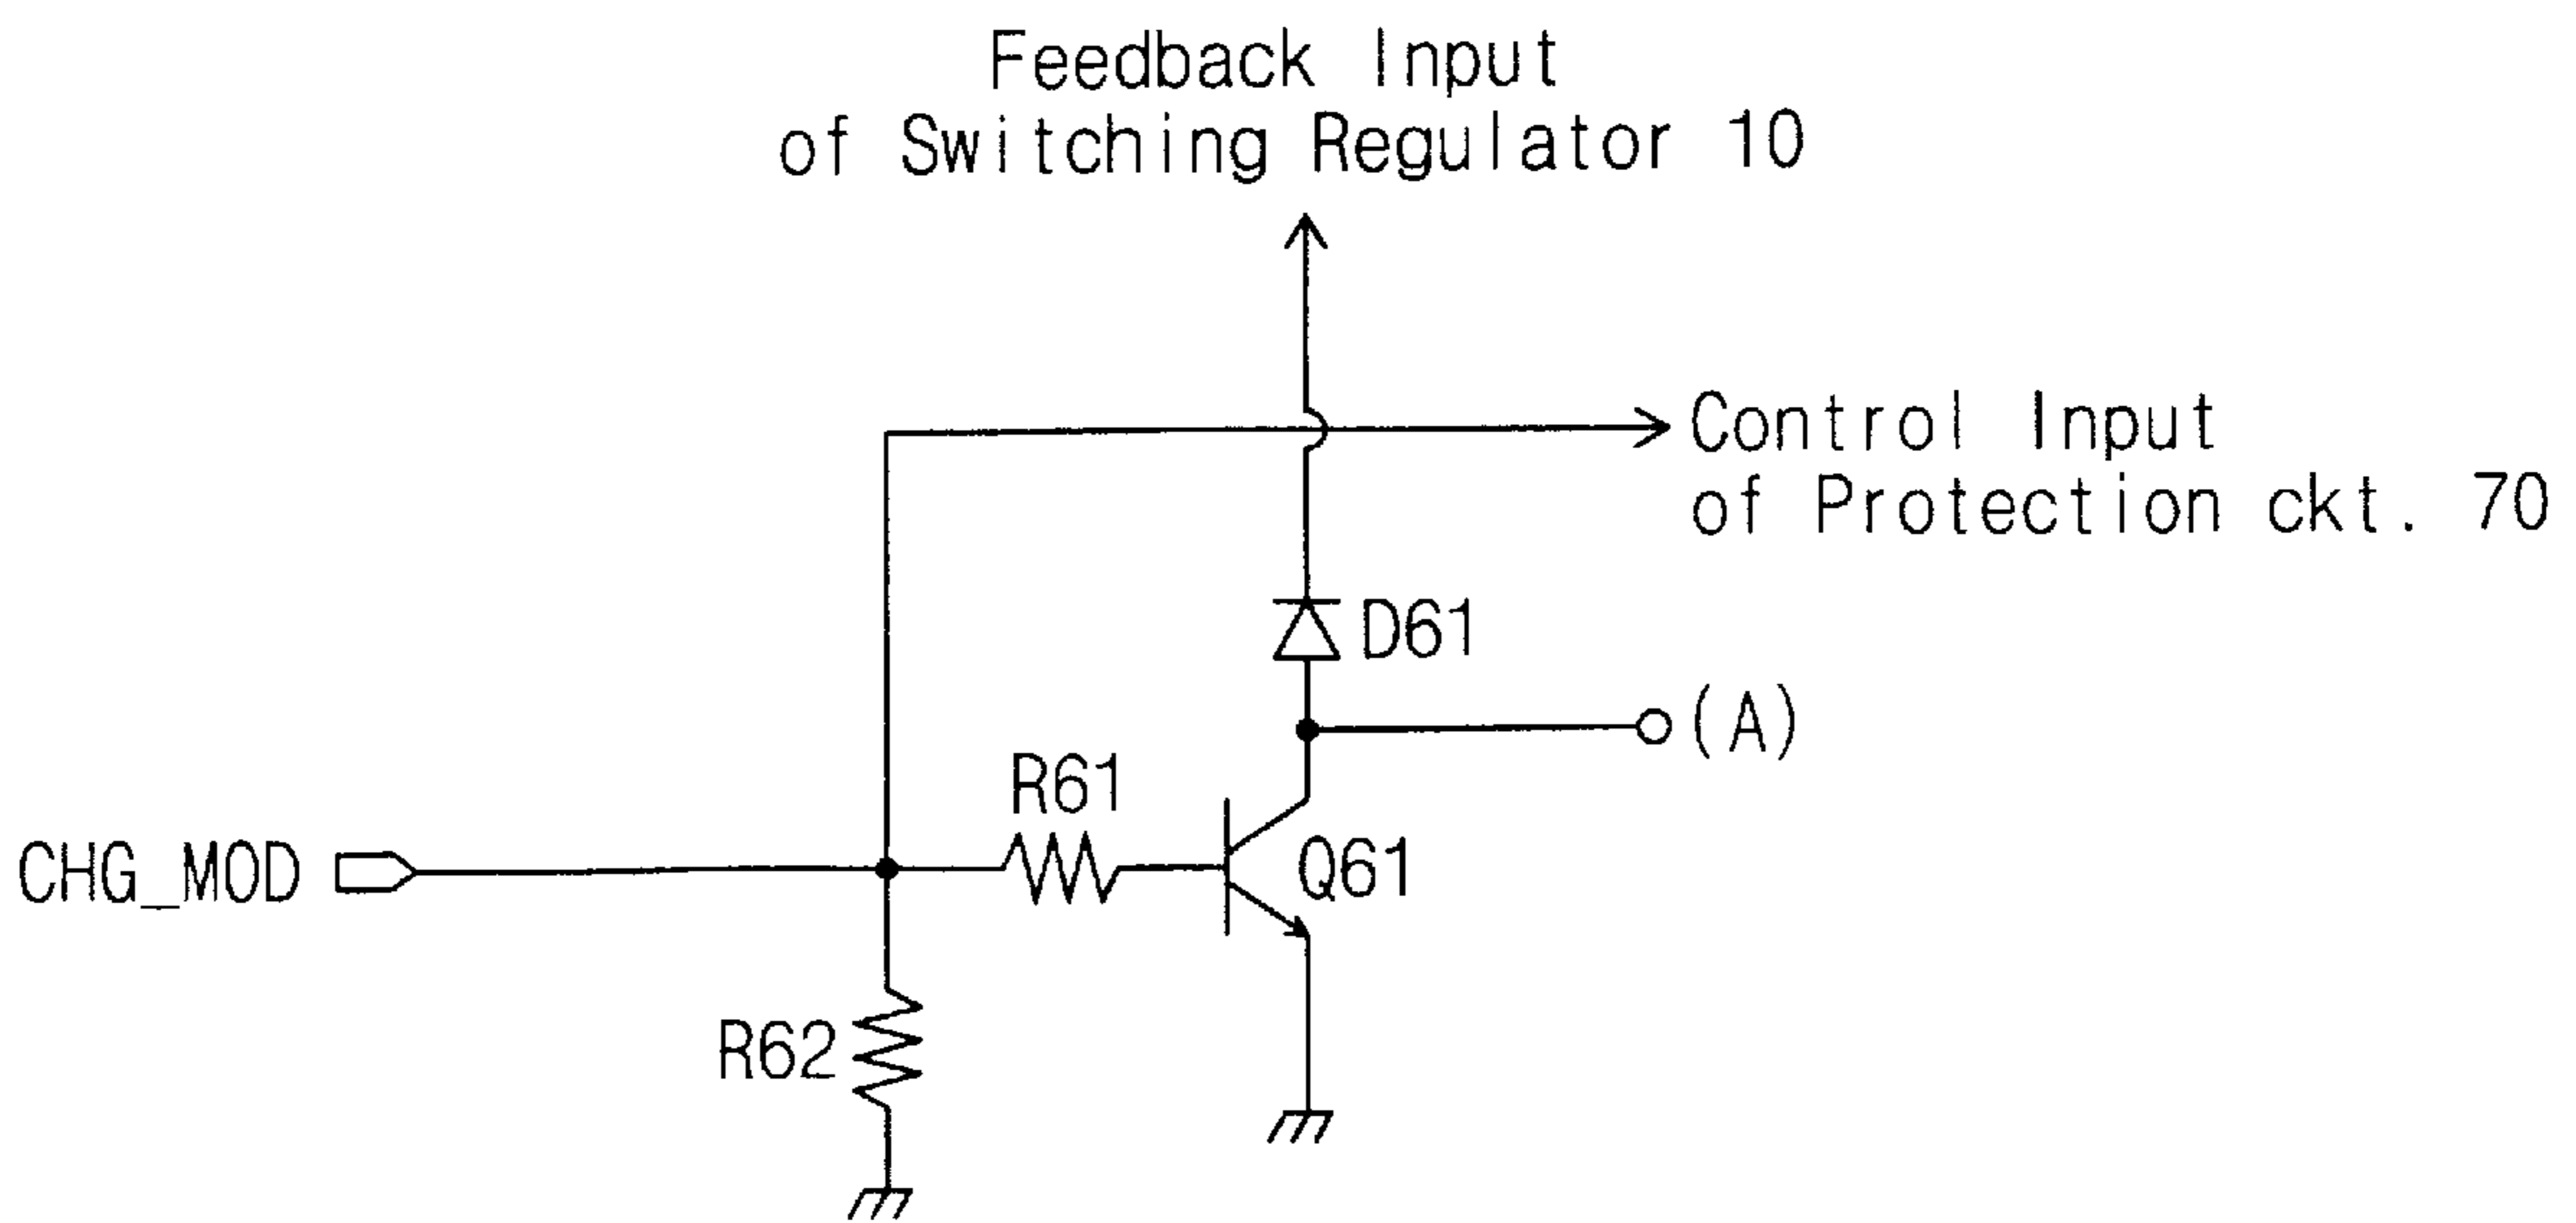 Feedback Input
of Switching Regulator 10
Control Input
of Protection ckt. 70
D61
(A)
R61
CHG_MOD
Q61
R62